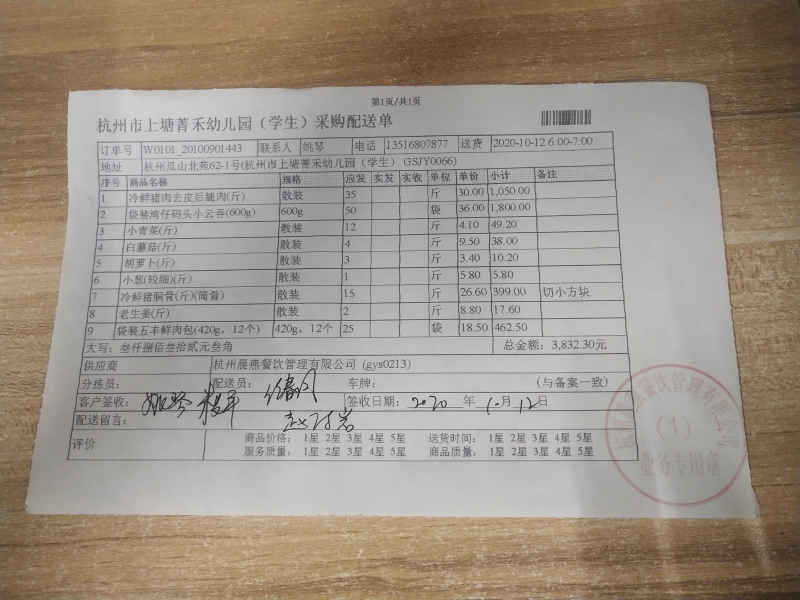 第1页/共1页
杭州市上塘菁禾幼儿园（学生）采购配送单
订单号 W0101_20100901443 联系人 姚琴 电话 13516807877 送货 2020-10-12 6:00-7:00
地址 杭州瓜山北苑62-1号(杭州市上塘菁禾幼儿园（学生） GSJY0066)
序号 商品名称 规格 应发 实发 实收 单位 单价 小计 备注
1 冷鲜猪肉去皮后腿肉(斤) 散装 35 斤 30.00 1,050.00
2 袋装湾仔码头小云吞(600g) 600g 50 袋 36.00 1,800.00
3 小青菜(斤) 散装 12 斤 4.10 49.20
4 白蘑菇(斤) 散装 4 斤 9.50 38.00
5 胡萝卜(斤) 散装 3 斤 3.40 10.20
6 小葱(较细)(斤) 散装 1 斤 5.80 5.80
7 冷鲜猪胴骨(斤)(筒骨) 散装 15 斤 26.60 399.00 切小方块
8 老生姜(斤) 散装 2 斤 8.80 17.60
9 袋装五丰鲜肉包(420g，12个) 420g，12个 25 袋 18.50 462.50
大写：叁仟捌佰叁拾贰元叁角 总金额：3,832.30元
供应商 杭州晨燕餐饮管理有限公司 (gys0213)
分拣员： 配送员： 车牌： (与备案一致)
客户签收： 姚琴 签收日期： 2020 年 10 月 12 日
配送留言：
评价 商品价格： 1星 2星 3星 4星 5星 送货时间： 1星 2星 3星 4星 5星
服务质量： 1星 2星 3星 4星 5星 商品质量： 1星 2星 3星 4星 5星
杭州晨燕餐饮管理有限公司
（1）
业务专用章